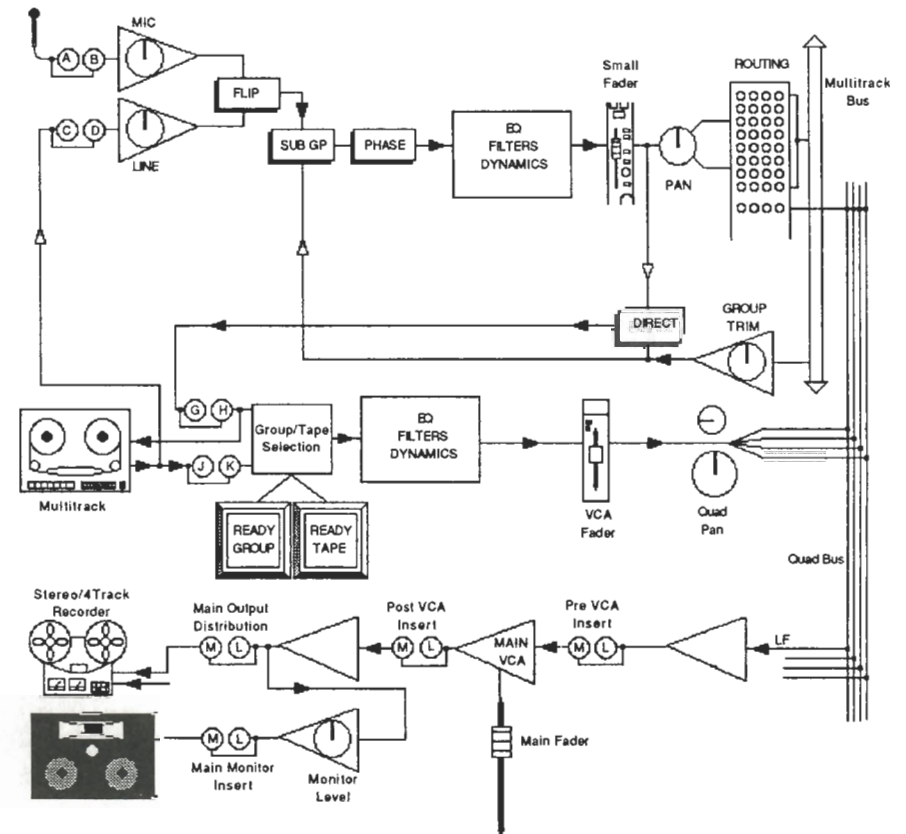 MIC
A B
FLIP
C D
LINE
SUB GP
PHASE
EQ
FILTERS
DYNAMICS
Small
Fader
PAN
ROUTING
Multitrack
Bus
DIRECT
GROUP
TRIM
G H
J K
Multitrack
Group/Tape
Selection
READY
GROUP
READY
TAPE
EQ
FILTERS
DYNAMICS
VCA
Fader
Quad
Pan
Quad Bus
Stereo/4Track
Recorder
Main Output
Distribution
M L
Post VCA
Insert
M L
MAIN
VCA
Pre VCA
Insert
M L
LF
Main Fader
M L
Main Monitor
Insert
Monitor
Level